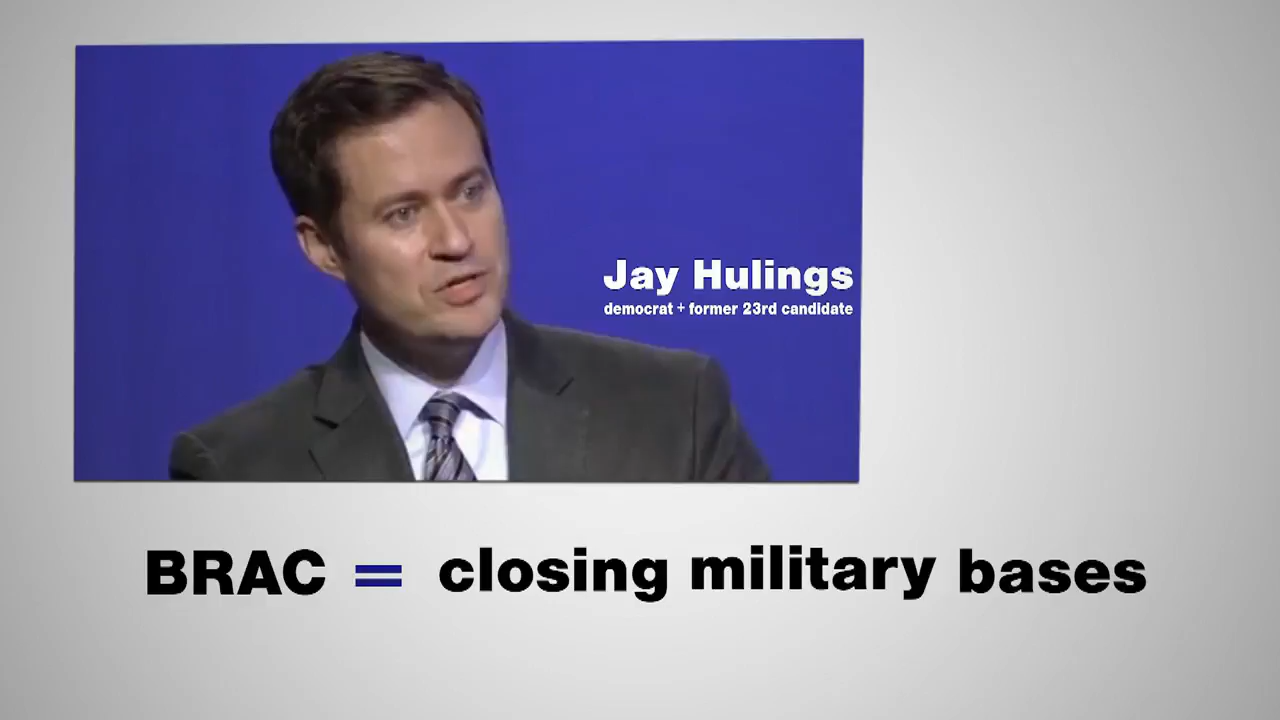 Jay Hulings
democrat + former 23rd candidate
BRAC = closing military bases